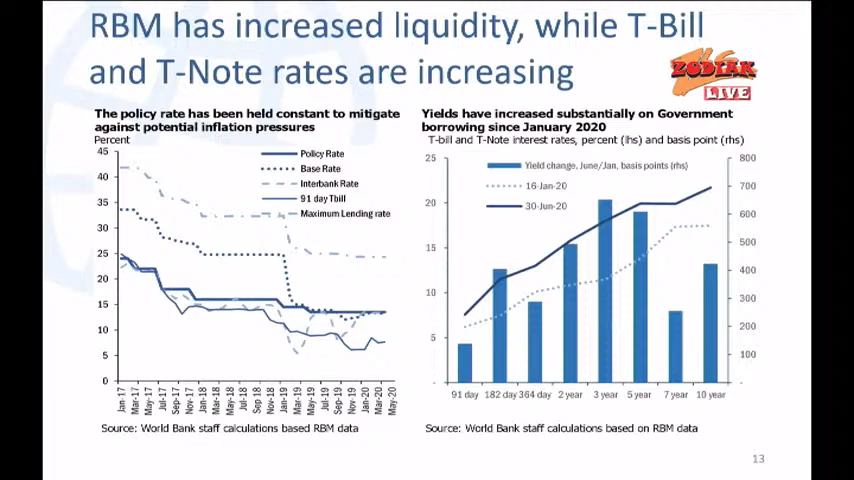 RBM has increased liquidity, while T-Bill
and T-Note rates are increasing
ZODIAK
LIVE
The policy rate has been held constant to mitigate
against potential inflation pressures
Percent
45
40
35
30
25
20
15
10
5
0
Policy Rate
Base Rate
Interbank Rate
91 day Tbill
Maximum Lending rate
Jan-17
Mar-17
May-17
Jul-17
Sep-17
Nov-17
Jan-18
Mar-18
May-18
Jul-18
Sep 18
Nov-18
Jan-19
Mar-19
May-19
Jul-19
Sep-19
Nov-19
Jan-20
Mar-20
May-20
Source: World Bank staff calculations based RBM data
Yields have increased substantially on Government
borrowing since January 2020
T-bill and T-Note interest rates, percent (lhs) and basis point (rhs)
25
20
15
10
5
-
Yield change, June/Jan, basis points (rhs)
16-Jan-20
30-Jun-20
800
700
600
500
400
300
200
100
-
91 day 182 day 364 day 2 year 3 year 5 year 7 year 10 year
Source: World Bank staff calculations based on RBM data
13